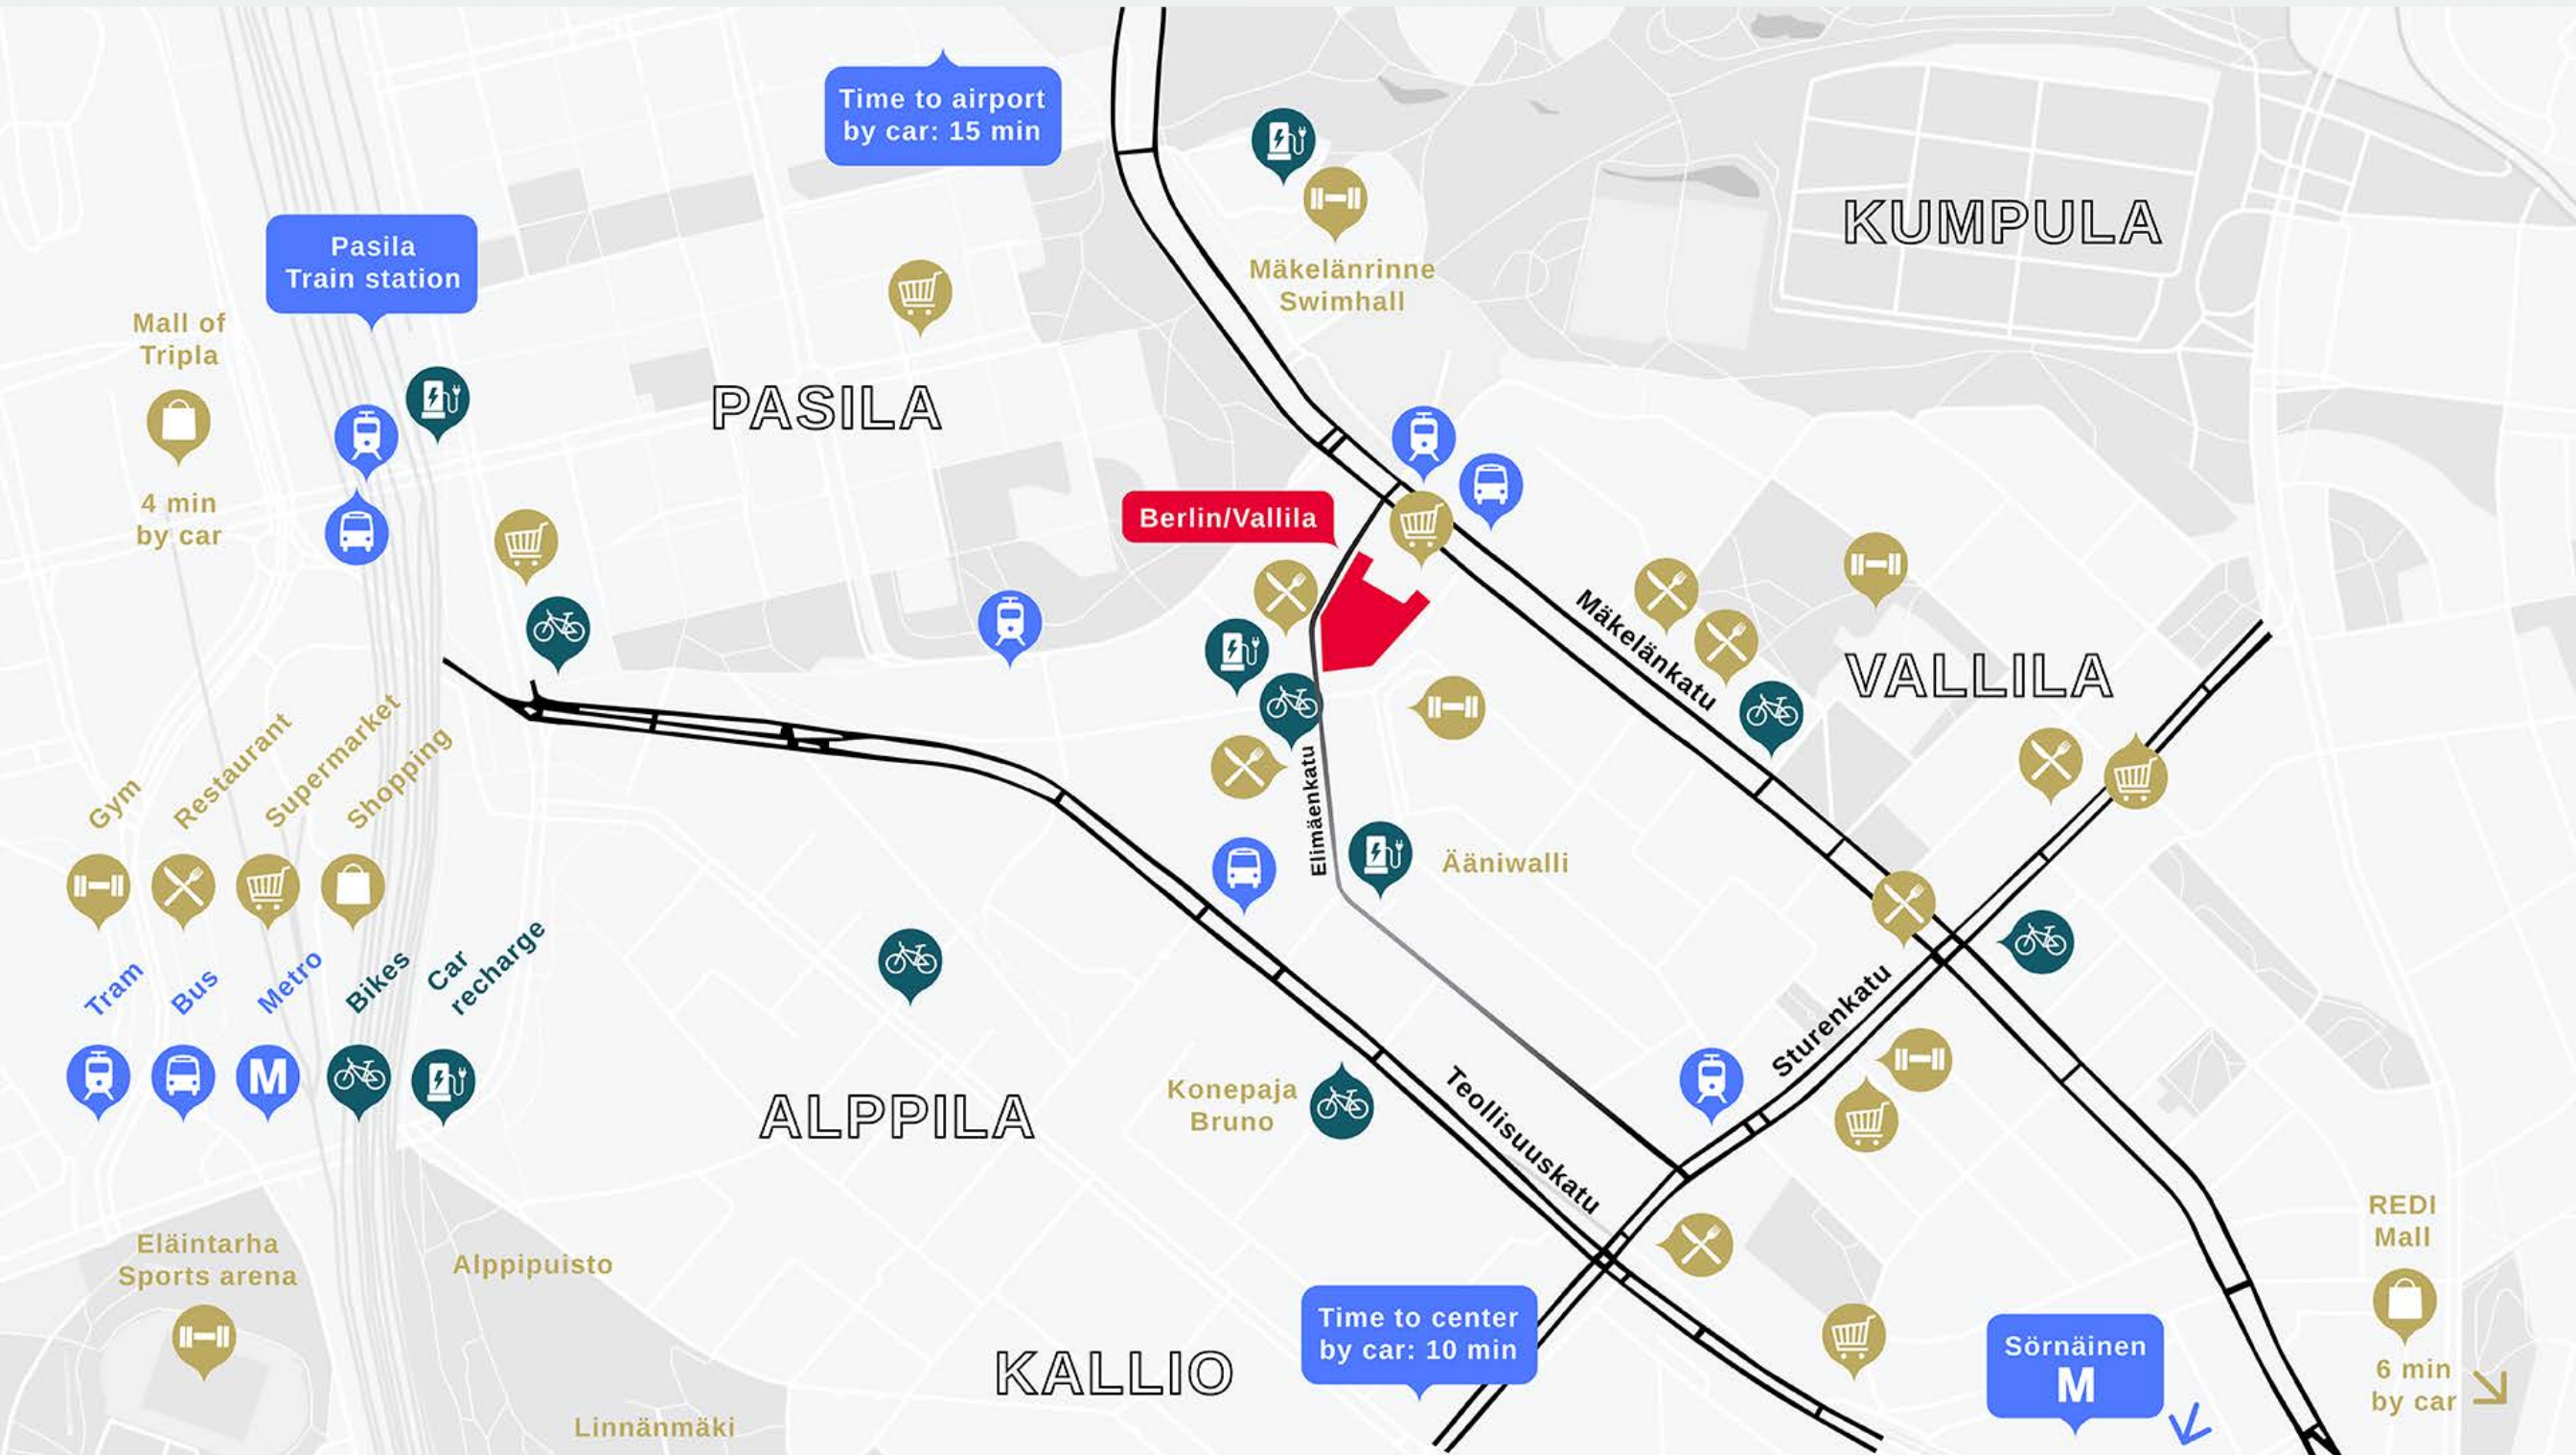 Time to airport
by car: 15 min
Pasila
Train station
Mall of
Tripla
4 min
by car
PASILA
Mäkelänrinne
Swimhall
KUMPULA
Berlin/Vallila
Mäkelänkatu
VALLILA
Elimäenkatu
Ääniwalli
Gym
Restaurant
Supermarket
Shopping
Tram
Bus
Metro
Bikes
Car
recharge
M
ALPPILA
Konepaja
Bruno
Teollisuuskatu
Sturenkatu
Eläintarha
Sports arena
Alppipuisto
Linnänmäki
KALLIO
Time to center
by car: 10 min
Sörnäinen
M
REDI
Mall
6 min
by car